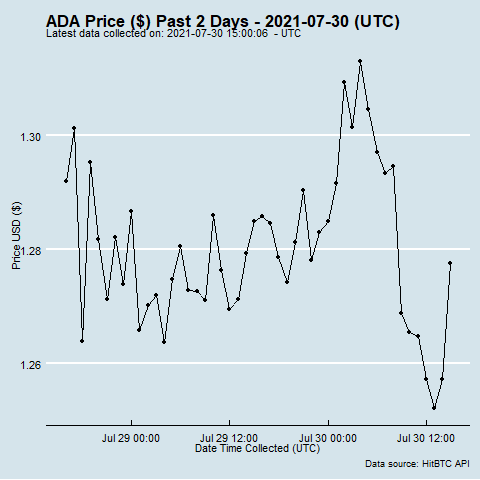 ADA Price ($) Past 2 Days - 2021-07-30 (UTC)
Latest data collected on: 2021-07-30 15:00:06 - UTC
1.30
1.28
1.26
Price USD ($)
Jul 29 00:00 Jul 29 12:00 Jul 30 00:00 Jul 30 12:00
Date Time Collected (UTC)
Data source: HitBTC API